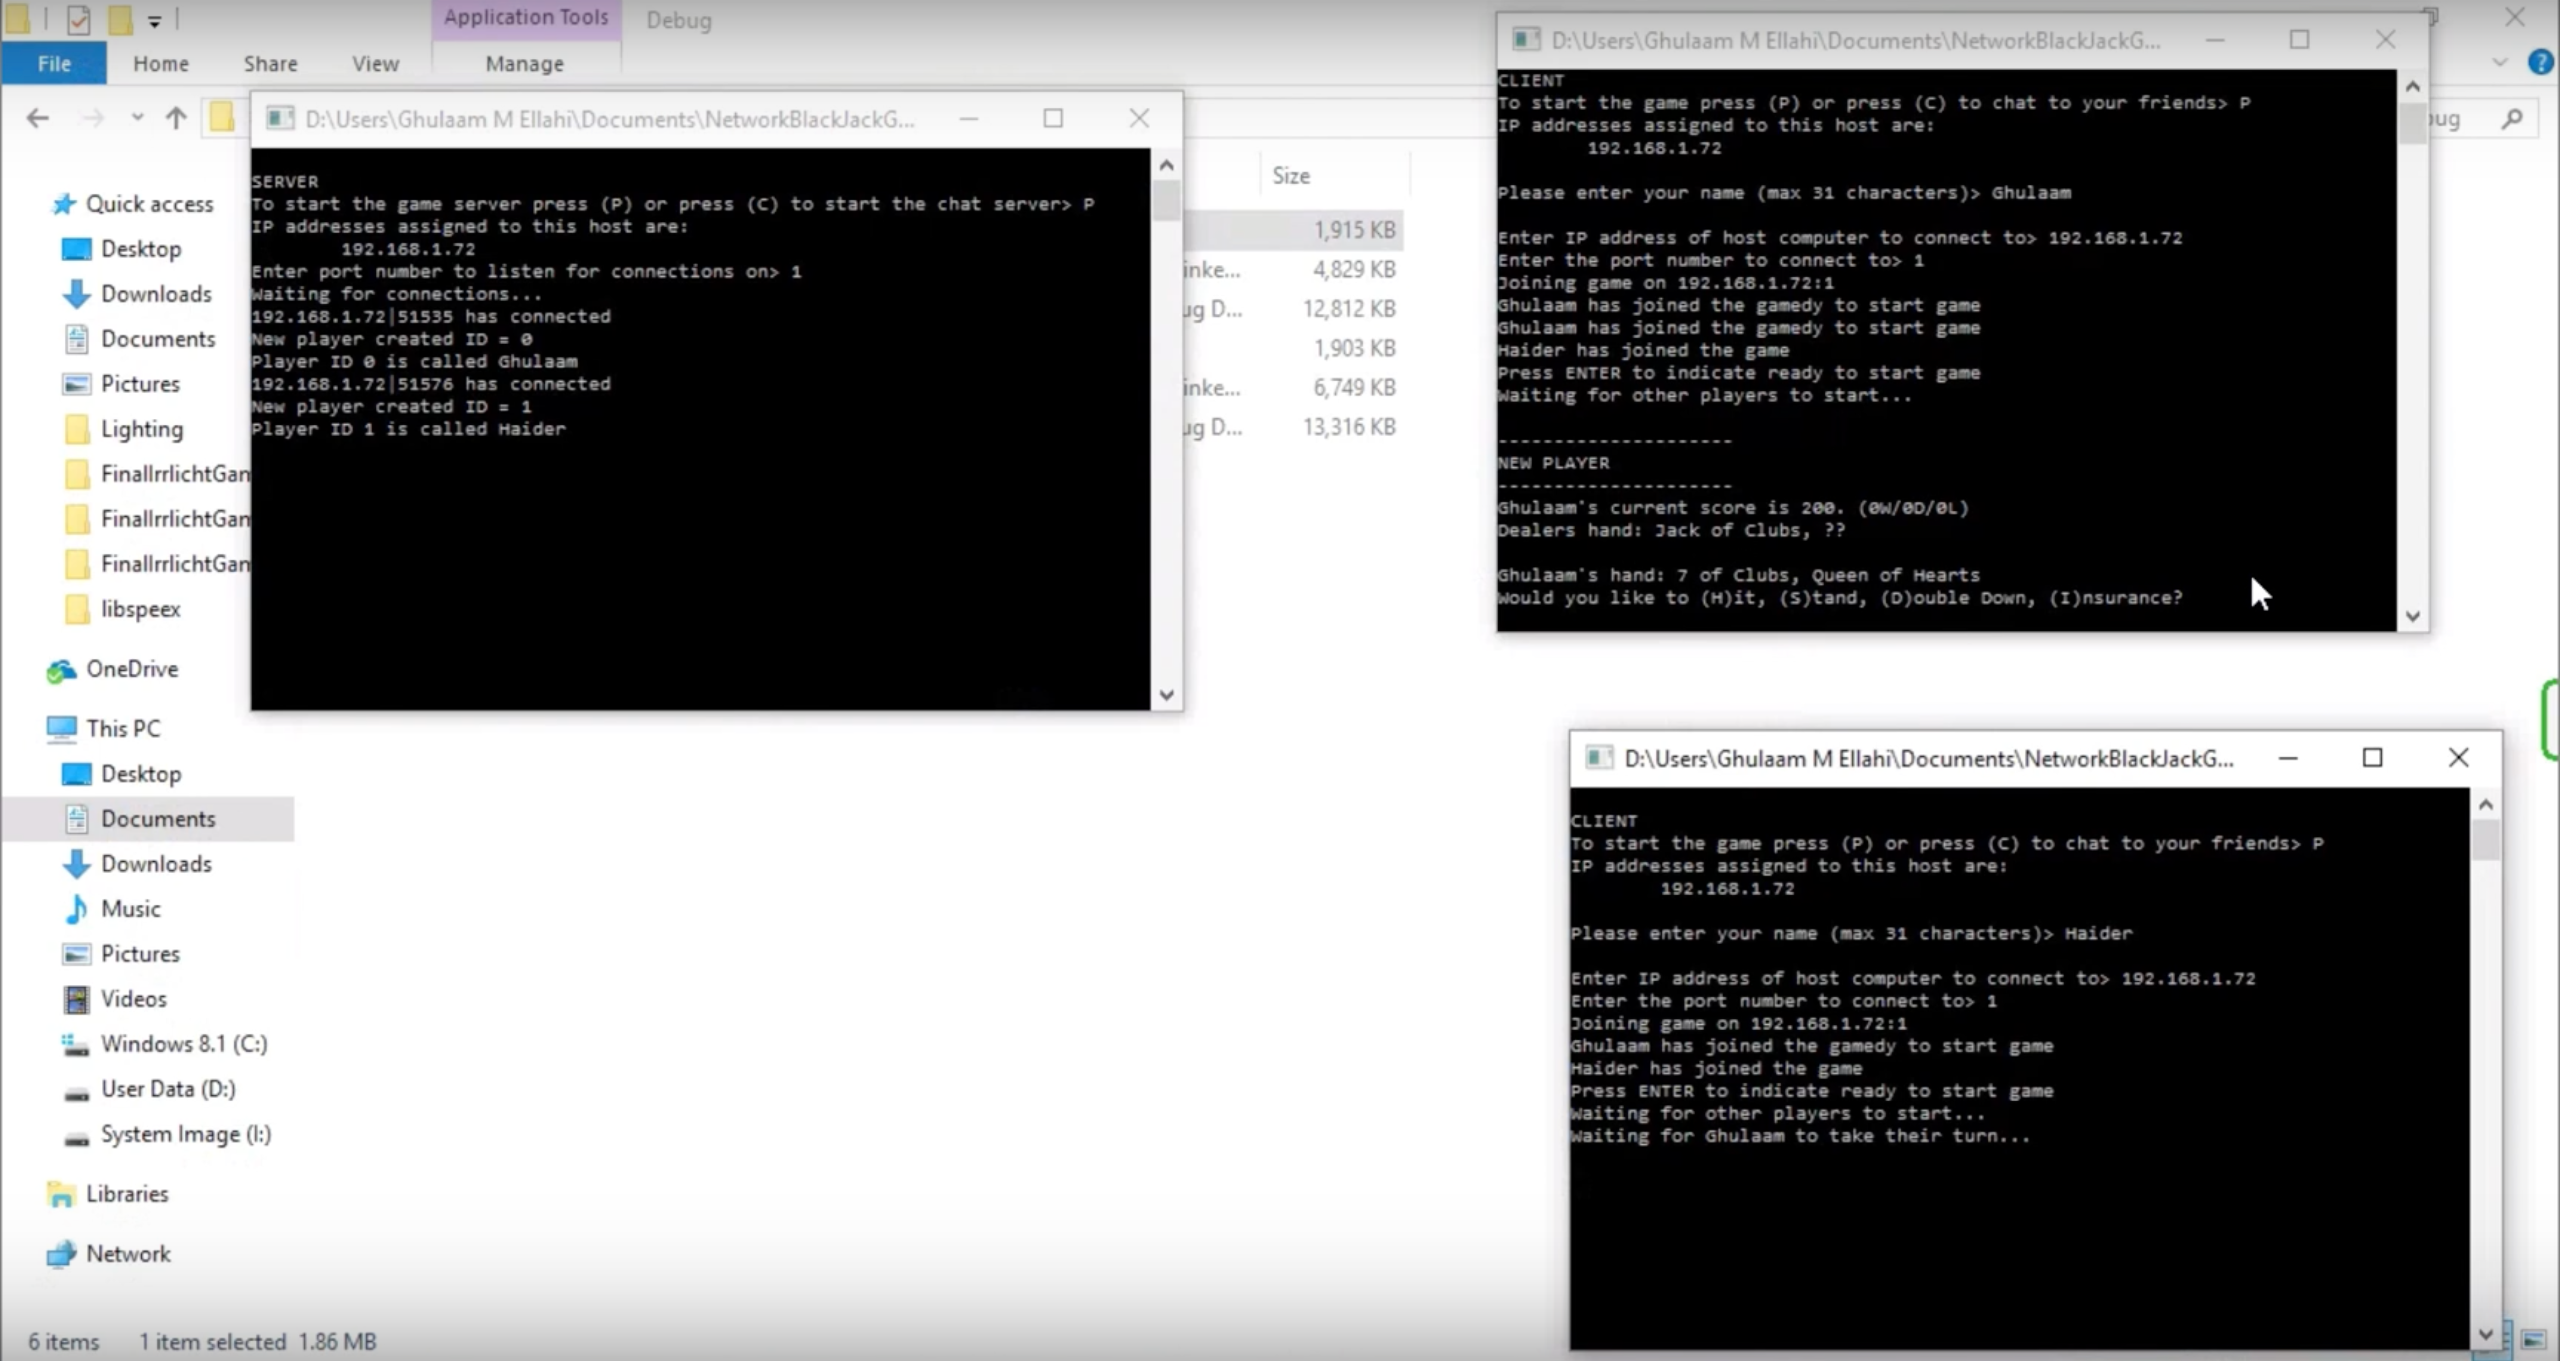 Application Tools
Debug
File
Home
Share
View
Manage
Size
1,915 KB
inke... 4,829 KB
ug D... 12,812 KB
1,903 KB
inke... 6,749 KB
ug D... 13,316 KB
Quick access
Desktop
Downloads
Documents
Pictures
Lighting
FinalIrrlichtGan
FinalIrrlichtGan
FinalIrrlichtGan
libspeex
OneDrive
This PC
Desktop
Documents
Downloads
Music
Pictures
Videos
Windows 8.1 (C:)
User Data (D:)
System Image (I:)
Libraries
Network
6 items 1 item selected 1.86 MB
D:\Users\Ghulaam M Ellahi\Documents\NetworkBlackJackG...
SERVER
To start the game server press (P) or press (C) to start the chat server> P
IP addresses assigned to this host are:
192.168.1.72
Enter port number to listen for connections on> 1
Waiting for connections...
192.168.1.72|51535 has connected
New player created ID = 0
Player ID 0 is called Ghulaam
192.168.1.72|51576 has connected
New player created ID = 1
Player ID 1 is called Haider
D:\Users\Ghulaam M Ellahi\Documents\NetworkBlackJackG...
bug
CLIENT
To start the game press (P) or press (C) to chat to your friends> P
IP addresses assigned to this host are:
192.168.1.72
Please enter your name (max 31 characters)> Ghulaam
Enter IP address of host computer to connect to> 192.168.1.72
Enter the port number to connect to> 1
Joining game on 192.168.1.72:1
Ghulaam has joined the gamedy to start game
Ghulaam has joined the gamedy to start game
Haider has joined the game
Press ENTER to indicate ready to start game
Waiting for other players to start...
---------------------
NEW PLAYER
---------------------
Ghulaam's current score is 200. (0W/0D/0L)
Dealers hand: Jack of Clubs, ??
Ghulaam's hand: 7 of Clubs, Queen of Hearts
Would you like to (H)it, (S)tand, (D)ouble Down, (I)nsurance?
D:\Users\Ghulaam M Ellahi\Documents\NetworkBlackJackG...
CLIENT
To start the game press (P) or press (C) to chat to your friends> P
IP addresses assigned to this host are:
192.168.1.72
Please enter your name (max 31 characters)> Haider
Enter IP address of host computer to connect to> 192.168.1.72
Enter the port number to connect to> 1
Joining game on 192.168.1.72:1
Ghulaam has joined the gamedy to start game
Haider has joined the game
Press ENTER to indicate ready to start game
Waiting for other players to start...
Waiting for Ghulaam to take their turn...